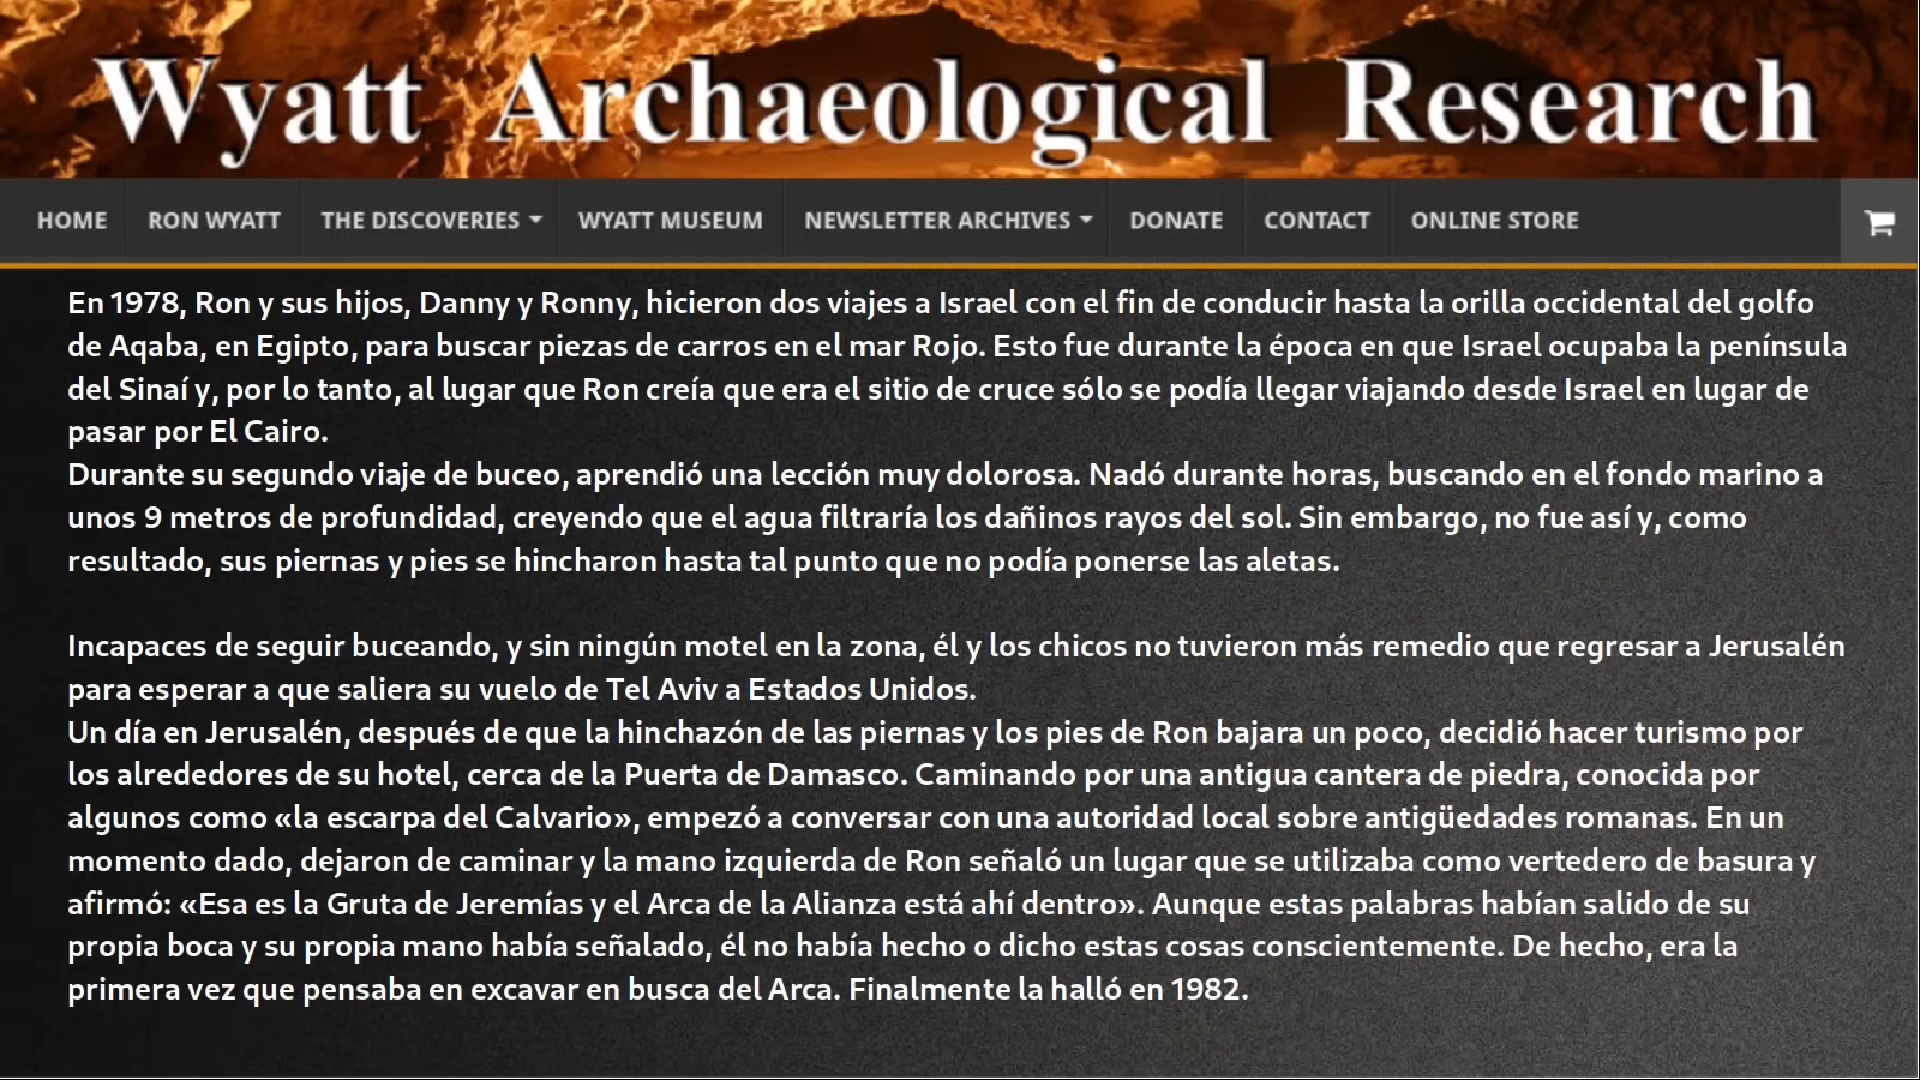 Wyatt Archaeological Research
HOME RON WYATT THE DISCOVERIES WYATT MUSEUM NEWSLETTER ARCHIVES DONATE CONTACT ONLINE STORE
En 1978, Ron y sus hijos, Danny y Ronny, hicieron dos viajes a Israel con el fin de conducir hasta la orilla occidental del golfo
de Aqaba, en Egipto, para buscar piezas de carros en el mar Rojo. Esto fue durante la época en que Israel ocupaba la península
del Sinaí y, por lo tanto, al lugar que Ron creía que era el sitio de cruce sólo se podía llegar viajando desde Israel en lugar de
pasar por El Cairo.
Durante su segundo viaje de buceo, aprendió una lección muy dolorosa. Nadó durante horas, buscando en el fondo marino a
unos 9 metros de profundidad, creyendo que el agua filtraría los dañinos rayos del sol. Sin embargo, no fue así y, como
resultado, sus piernas y pies se hincharon hasta tal punto que no podía ponerse las aletas.
Incapaces de seguir buceando, y sin ningún motel en la zona, él y los chicos no tuvieron más remedio que regresar a Jerusalén
para esperar a que saliera su vuelo de Tel Aviv a Estados Unidos.
Un día en Jerusalén, después de que la hinchazón de las piernas y los pies de Ron bajara un poco, decidió hacer turismo por
los alrededores de su hotel, cerca de la Puerta de Damasco. Caminando por una antigua cantera de piedra, conocida por
algunos como «la escarpa del Calvario», empezó a conversar con una autoridad local sobre antigüedades romanas. En un
momento dado, dejaron de caminar y la mano izquierda de Ron señaló un lugar que se utilizaba como vertedero de basura y
afirmó: «Esa es la Gruta de Jeremías y el Arca de la Alianza está ahí dentro». Aunque estas palabras habían salido de su
propia boca y su propia mano había señalado, él no había hecho o dicho estas cosas conscientemente. De hecho, era la
primera vez que pensaba en excavar en busca del Arca. Finalmente la halló en 1982.